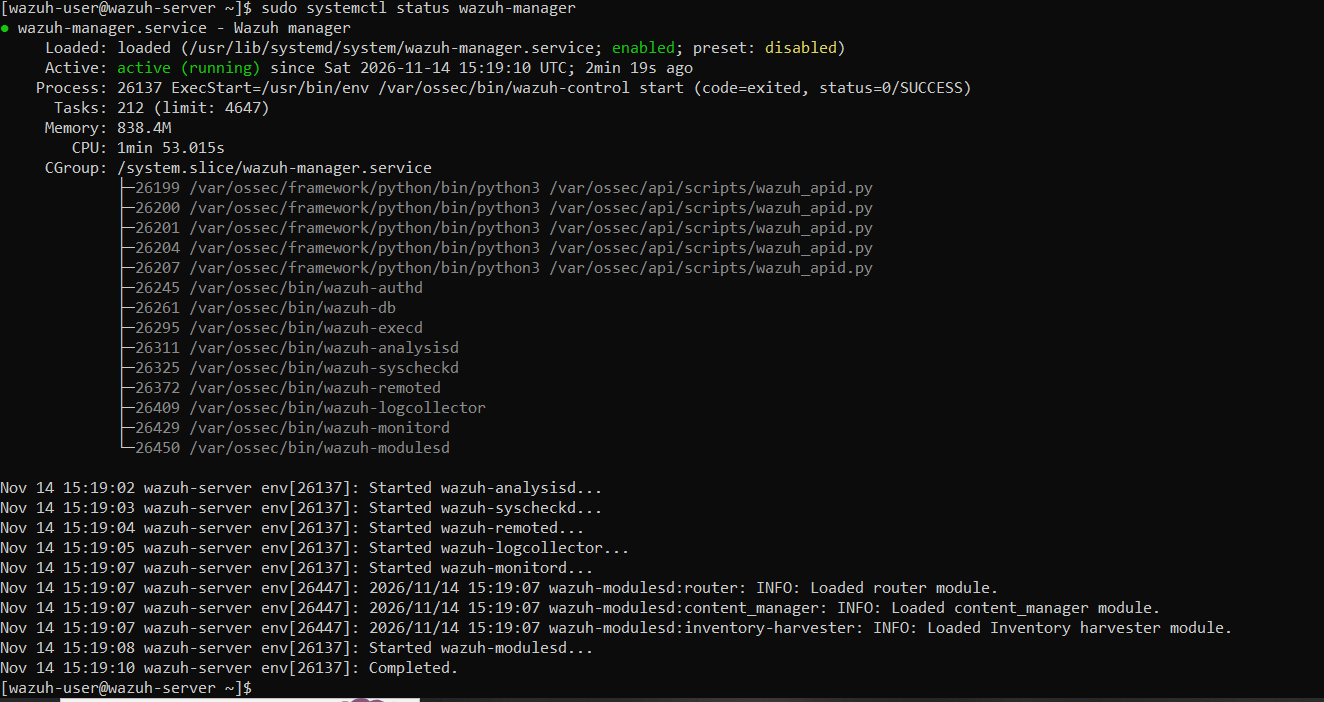 [wazuh-user@wazuh-server ~]$ sudo systemctl status wazuh-manager
● wazuh-manager.service - Wazuh manager
     Loaded: loaded (/usr/lib/systemd/system/wazuh-manager.service; enabled; preset: disabled)
     Active: active (running) since Sat 2026-11-14 15:19:10 UTC; 2min 19s ago
    Process: 26137 ExecStart=/usr/bin/env /var/ossec/bin/wazuh-control start (code=exited, status=0/SUCCESS)
      Tasks: 212 (limit: 4647)
     Memory: 838.4M
        CPU: 1min 53.015s
     CGroup: /system.slice/wazuh-manager.service
             ├─26199 /var/ossec/framework/python/bin/python3 /var/ossec/api/scripts/wazuh_apid.py
             ├─26200 /var/ossec/framework/python/bin/python3 /var/ossec/api/scripts/wazuh_apid.py
             ├─26201 /var/ossec/framework/python/bin/python3 /var/ossec/api/scripts/wazuh_apid.py
             ├─26204 /var/ossec/framework/python/bin/python3 /var/ossec/api/scripts/wazuh_apid.py
             ├─26207 /var/ossec/framework/python/bin/python3 /var/ossec/api/scripts/wazuh_apid.py
             ├─26245 /var/ossec/bin/wazuh-authd
             ├─26261 /var/ossec/bin/wazuh-db
             ├─26295 /var/ossec/bin/wazuh-execd
             ├─26311 /var/ossec/bin/wazuh-analysisd
             ├─26325 /var/ossec/bin/wazuh-syscheckd
             ├─26372 /var/ossec/bin/wazuh-remoted
             ├─26409 /var/ossec/bin/wazuh-logcollector
             ├─26429 /var/ossec/bin/wazuh-monitord
             └─26450 /var/ossec/bin/wazuh-modulesd

Nov 14 15:19:02 wazuh-server env[26137]: Started wazuh-analysisd...
Nov 14 15:19:03 wazuh-server env[26137]: Started wazuh-syscheckd...
Nov 14 15:19:04 wazuh-server env[26137]: Started wazuh-remoted...
Nov 14 15:19:05 wazuh-server env[26137]: Started wazuh-logcollector...
Nov 14 15:19:07 wazuh-server env[26137]: Started wazuh-monitord...
Nov 14 15:19:07 wazuh-server env[26447]: 2026/11/14 15:19:07 wazuh-modulesd:router: INFO: Loaded router module.
Nov 14 15:19:07 wazuh-server env[26447]: 2026/11/14 15:19:07 wazuh-modulesd:content_manager: INFO: Loaded content_manager module.
Nov 14 15:19:07 wazuh-server env[26447]: 2026/11/14 15:19:07 wazuh-modulesd:inventory-harvester: INFO: Loaded Inventory harvester module.
Nov 14 15:19:08 wazuh-server env[26137]: Started wazuh-modulesd...
Nov 14 15:19:10 wazuh-server env[26137]: Completed.
[wazuh-user@wazuh-server ~]$